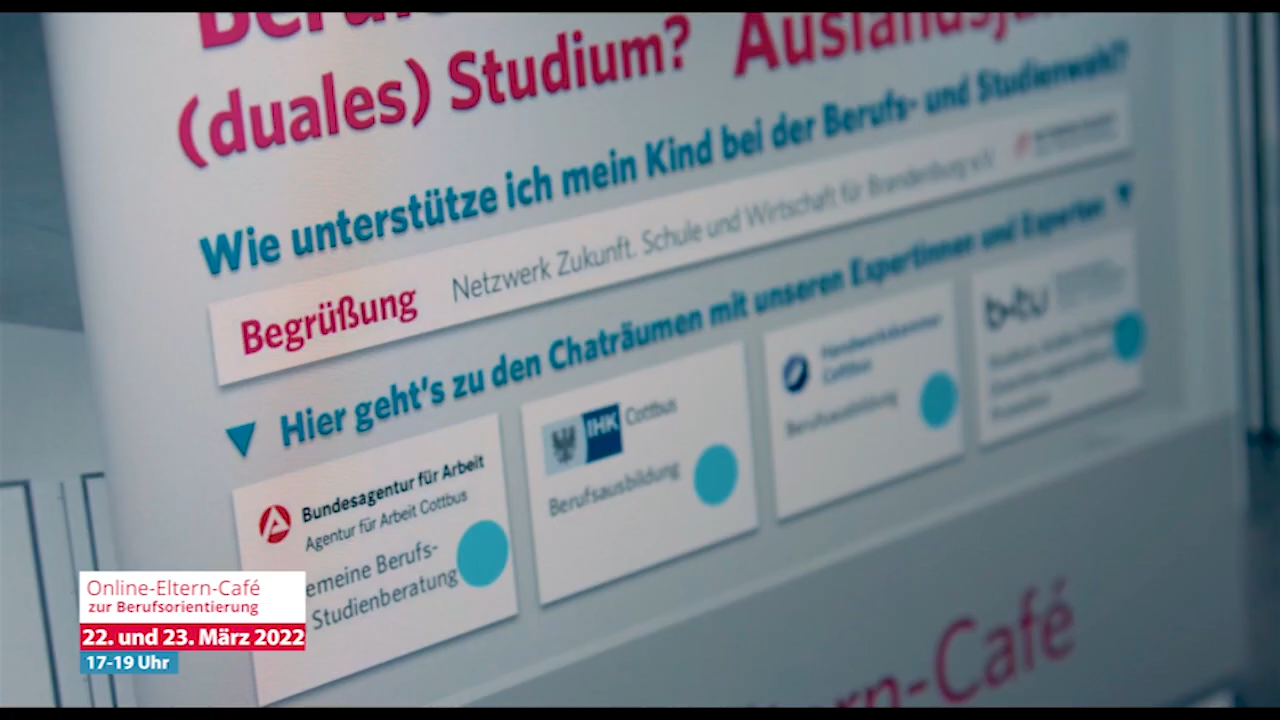 (duales) Studium? Auslandsj
Wie unterstütze ich mein Kind bei der Berufs- und Studienwahl?
Begrüßung Netzwerk Zukunft. Schule und Wirtschaft für Brandenburg e.V.
Hier geht's zu den Chaträumen mit unseren Expertinnen und Experten
Bundesagentur für Arbeit
Agentur für Arbeit Cottbus
emeine Berufs-
Studienberatung
IHK Cottbus
Berufsausbildung
Handwerkskammer
Cottbus
Berufsausbildung
b-tu
Online-Eltern-Café
zur Berufsorientierung
22. und 23. März 2022
17-19 Uhr
tern-Café